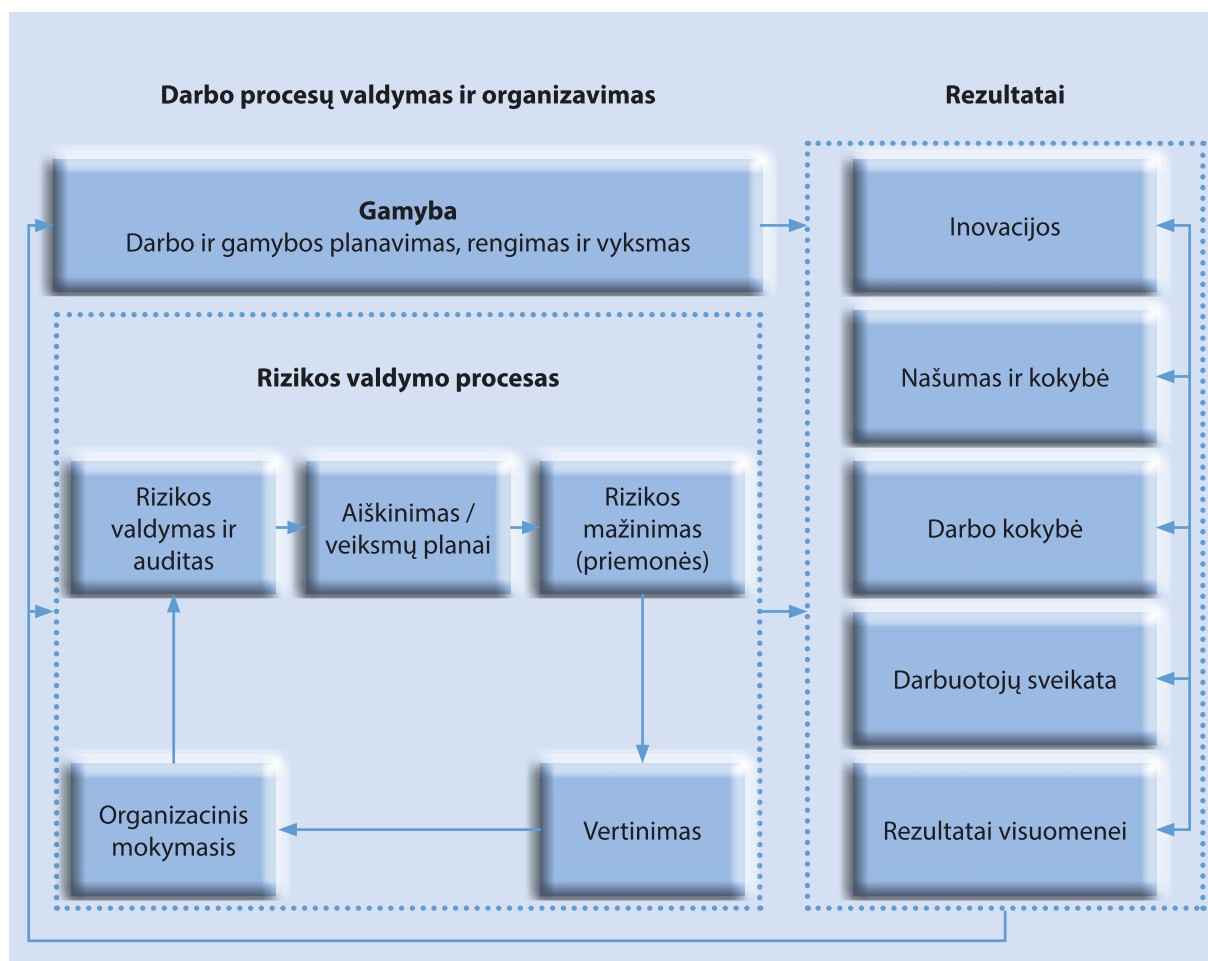 Darbo procesų valdymas ir organizavimas
Rezultatai
Gamyba
Darbo ir gamybos planavimas, rengimas ir vyksmas
Rizikos valdymo procesas
Rizikos
valdymas ir
auditas
Aiškinimas /
veiksmų planai
Rizikos
mažinimas
(priemonės)
Organizacinis
mokymasis
Vertinimas
Inovacijos
Našumas ir kokybė
Darbo kokybė
Darbuotojų sveikata
Rezultatai visuomenei